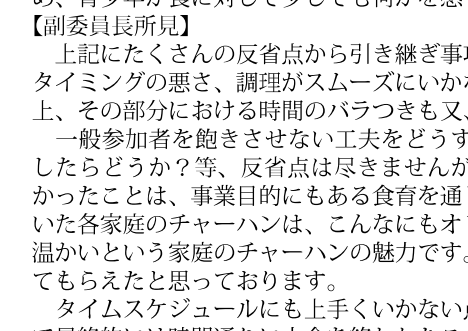 【副委員長所見】
上記にたくさんの反省点から引き継ぎ事
タイミングの悪さ、調理がスムーズにいか
上、その部分における時間のバラつきも又、
一般参加者を飽きさせない工夫をどうす
したらどうか？等、反省点は尽きませんが
かったことは、事業目的にもある食育を通
いた各家庭のチャーハンは、こんなにもオ
温かいという家庭のチャーハンの魅力です。
てもらえたと思っております。
タイムスケジュールにも上手くいかない